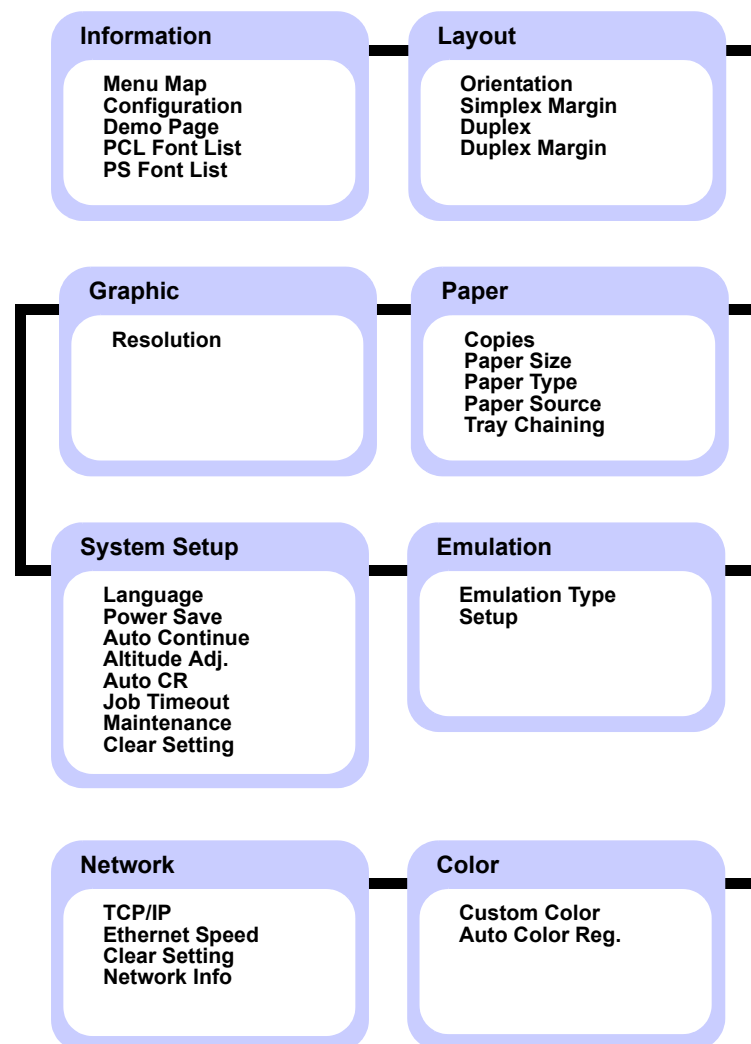 Information
Menu Map
Configuration
Demo Page
PCL Font List
PS Font List
Layout
Orientation
Simplex Margin
Duplex
Duplex Margin
Graphic
Resolution
Paper
Copies
Paper Size
Paper Type
Paper Source
Tray Chaining
System Setup
Language
Power Save
Auto Continue
Altitude Adj.
Auto CR
Job Timeout
Maintenance
Clear Setting
Emulation
Emulation Type
Setup
Network
TCP/IP
Ethernet Speed
Clear Setting
Network Info
Color
Custom Color
Auto Color Reg.